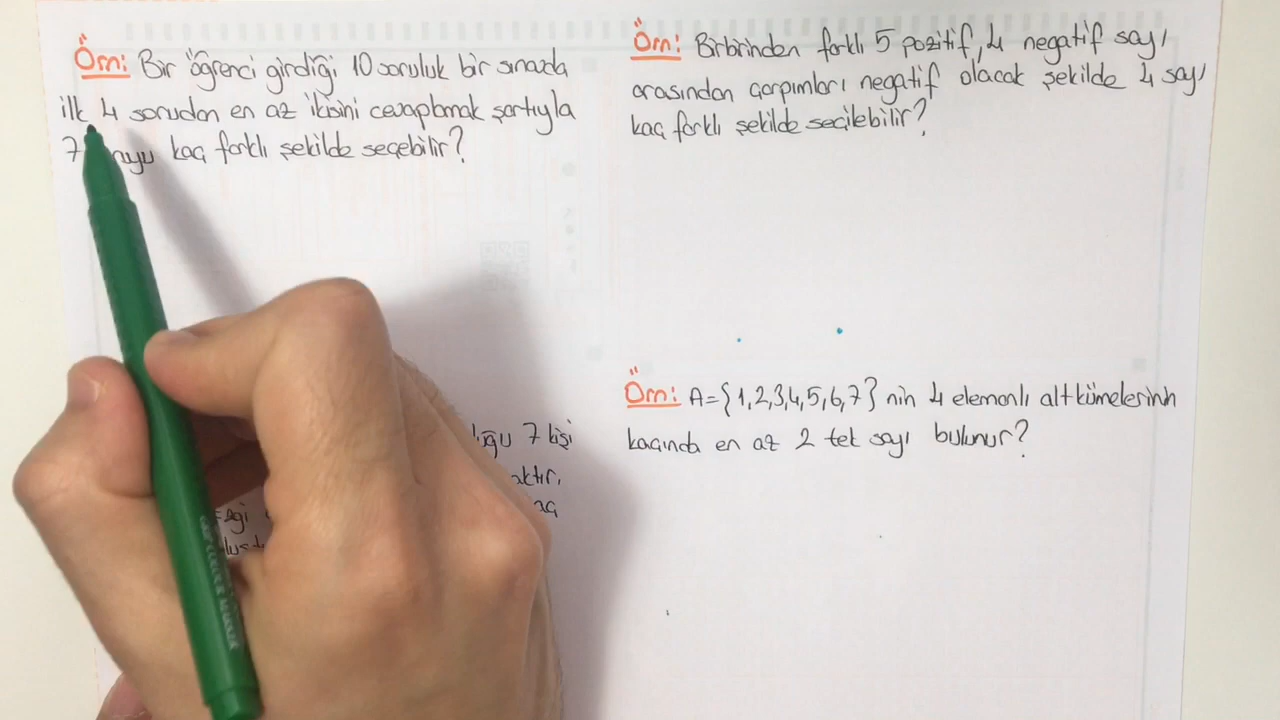 Örn: Bir öğrenci girdiği 10 soruluk bir sınavda
ilk 4 sorudan en az ikisini cevaplamak şartıyla
7 kaç farklı şekilde seçebilir?
7 kişi
Örn: Birbirinden farklı 5 pozitif, 4 negatif sayı
arasından çarpımları negatif olacak şekilde 4 sayı
kaç farklı şekilde seçilebilir?
Örn: A={1,2,3,4,5,6,7} nin 4 elemanlı alt kümelerinin
kaçında en az 2 tek sayı bulunur?